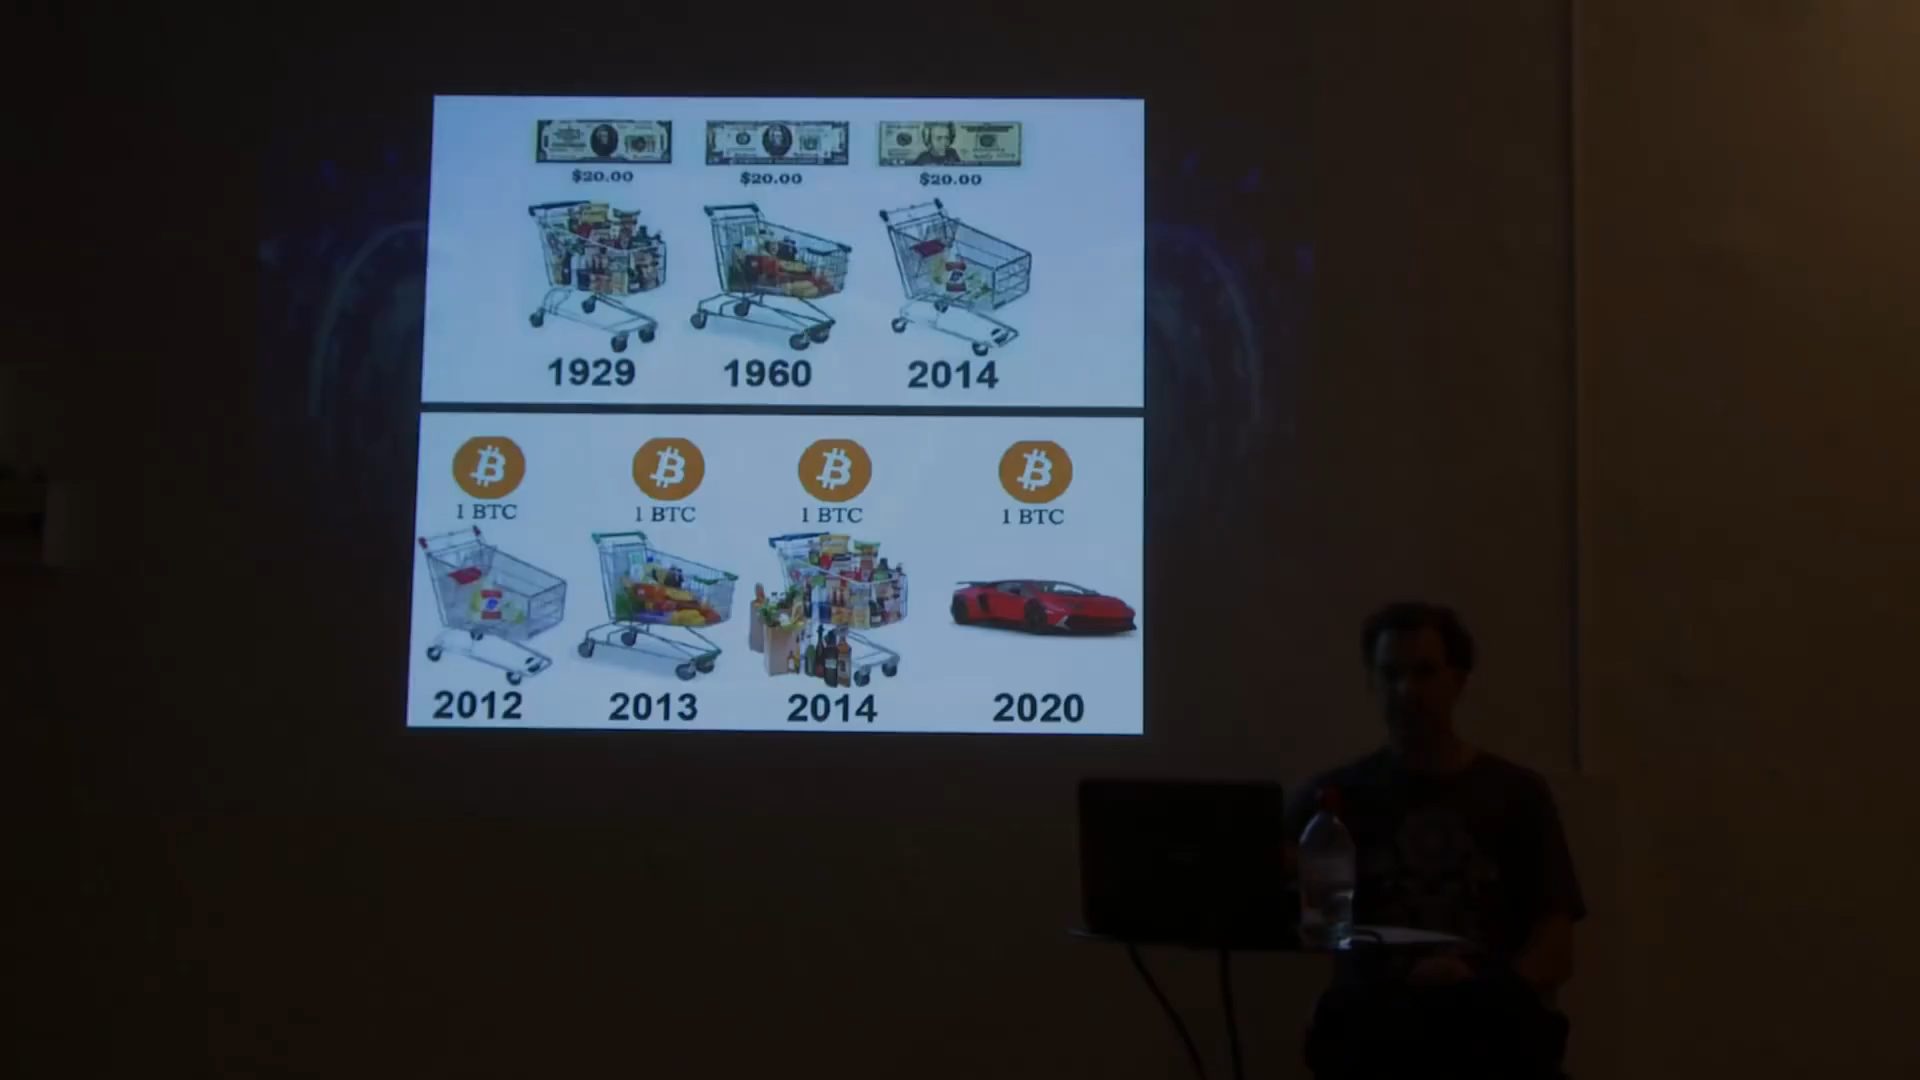 $20.00 $20.00 $20.00
1929 1960 2014
1 BTC 1 BTC 1 BTC 1 BTC
2012 2013 2014 2020